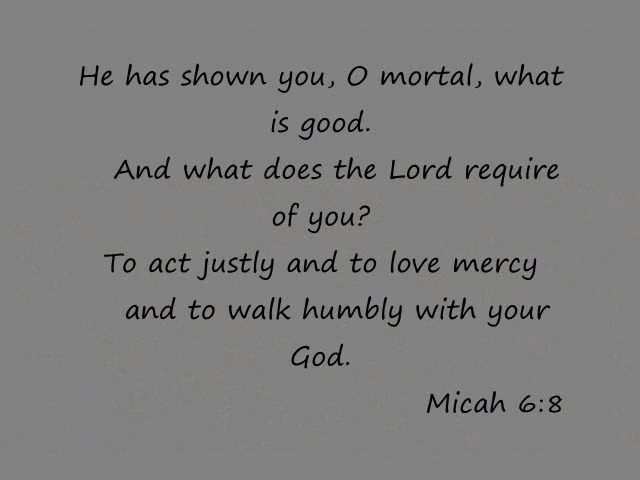 He has shown you, O mortal, what
is good.
And what does the Lord require
of you?
To act justly and to love mercy
and to walk humbly with your
God.
Micah 6:8